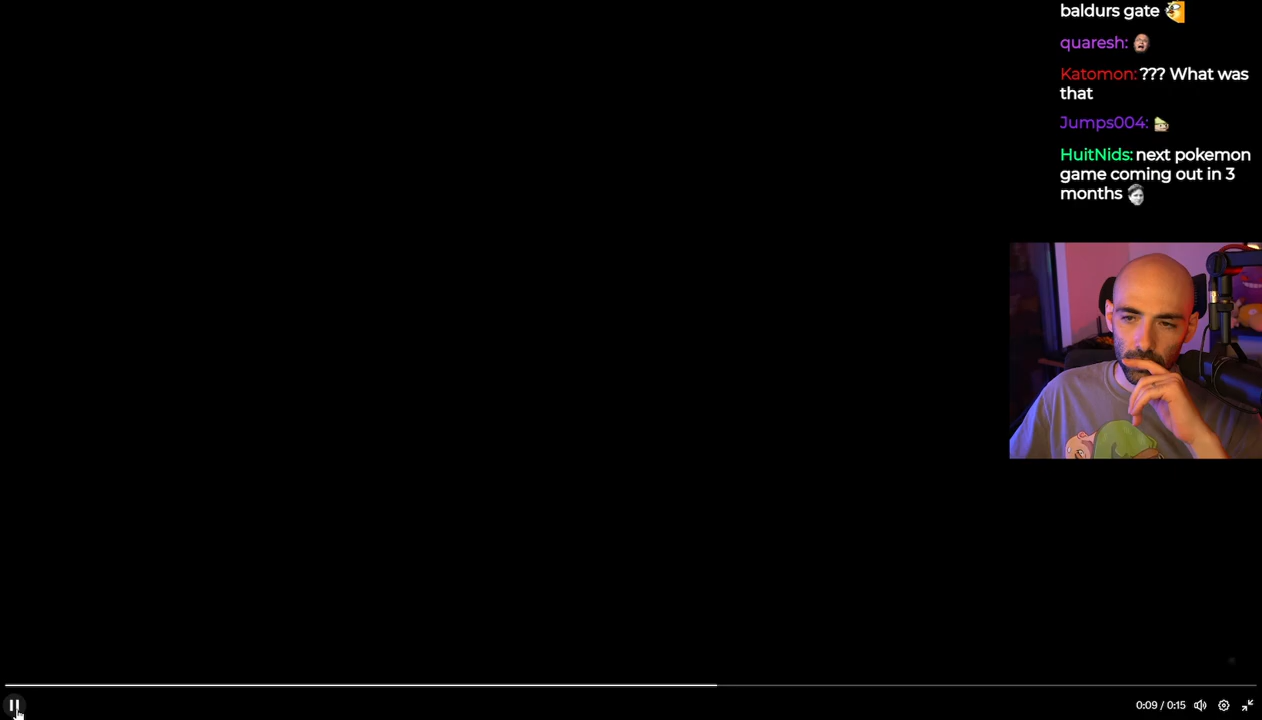 baldurs gate
quaresh:
Katomon: ??? What was
that
Jumps004:
HuitNids: next pokemon
game coming out in 3
months
0:09 / 0:15